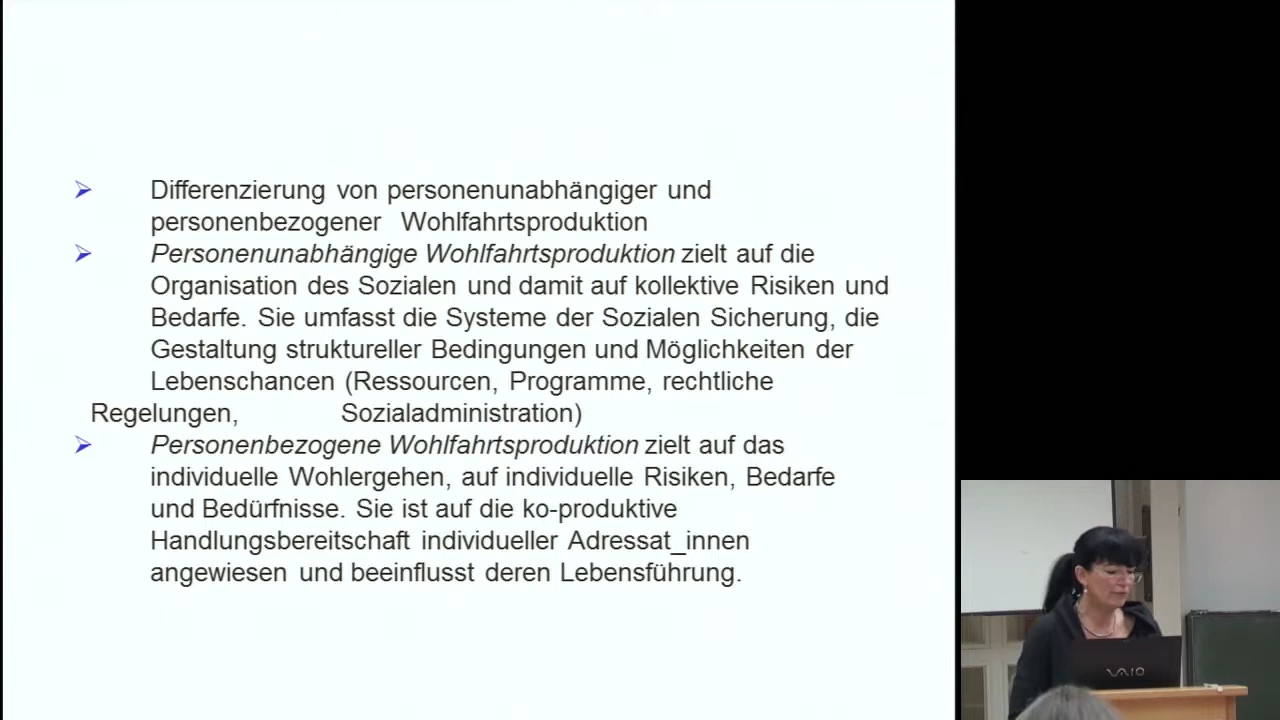 Differenzierung von personenunabhängiger und
personenbezogener Wohlfahrtsproduktion
Personenunabhängige Wohlfahrtsproduktion zielt auf die
Organisation des Sozialen und damit auf kollektive Risiken und
Bedarfe. Sie umfasst die Systeme der Sozialen Sicherung, die
Gestaltung struktureller Bedingungen und Möglichkeiten der
Lebenschancen (Ressourcen, Programme, rechtliche
Regelungen, Sozialadministration)
Personenbezogene Wohlfahrtsproduktion zielt auf das
individuelle Wohlergehen, auf individuelle Risiken, Bedarfe
und Bedürfnisse. Sie ist auf die ko-produktive
Handlungsbereitschaft individueller Adressat_innen
angewiesen und beeinflusst deren Lebensführung.
VAIO